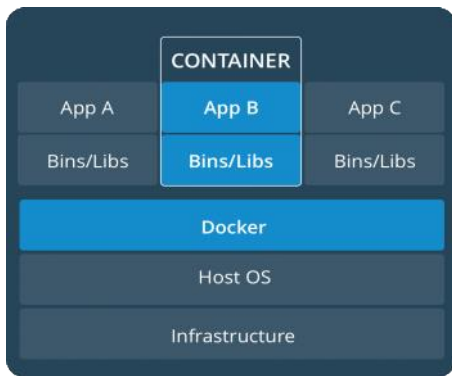 CONTAINER
App A App B App C
Bins/Libs Bins/Libs Bins/Libs
Docker
Host OS
Infrastructure